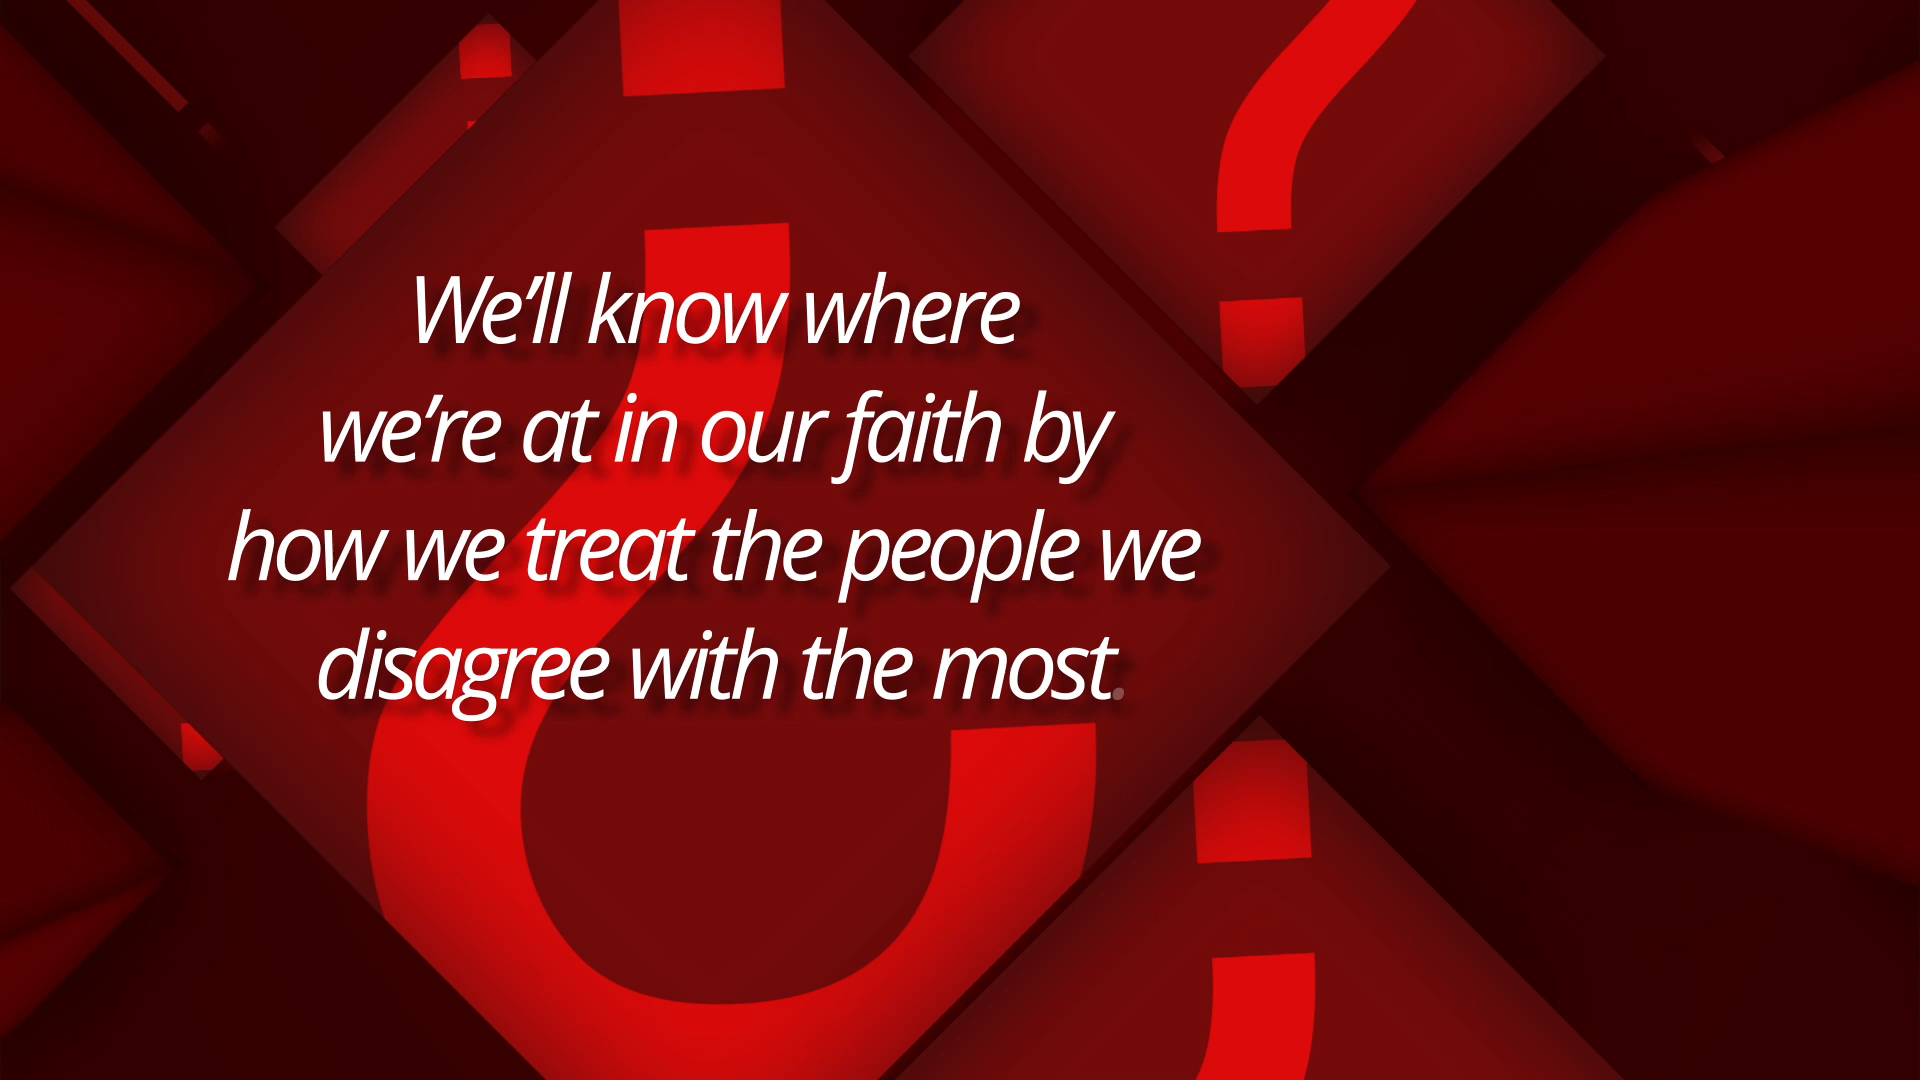 We’ll know where
we’re at in our faith by
how we treat the people we
disagree with the most.